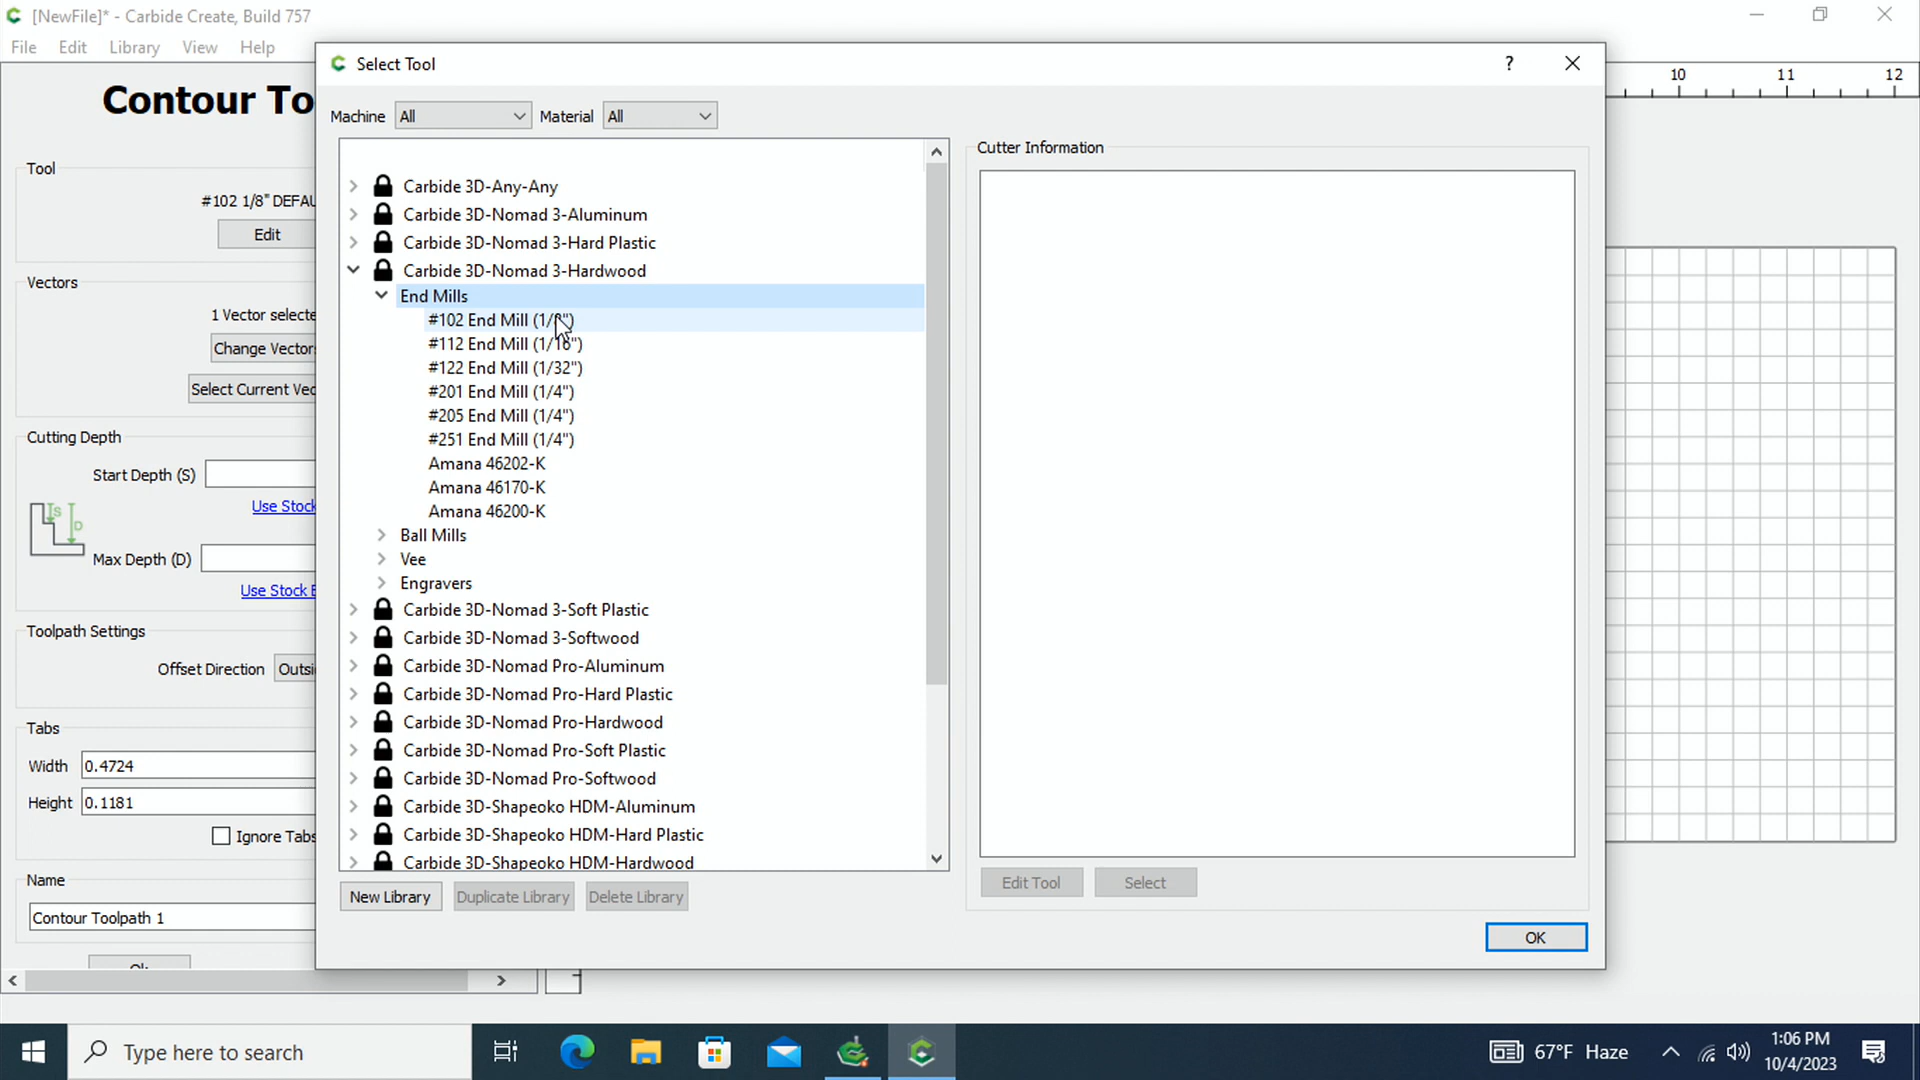 [NewFile]* - Carbide Create, Build 757
File Edit Library View Help
Contour To
Tool
#102 1/8" DEFAU
Edit
Vectors
1 Vector selecte
Change Vectors
Select Current Vec
Cutting Depth
Start Depth (S)
Use Stock
S
D
Max Depth (D)
Use Stock B
Toolpath Settings
Offset Direction Outsi
Tabs
Width 0.4724
Height 0.1181
Ignore Tabs
Name
Contour Toolpath 1
Select Tool
?
Machine All Material All
Carbide 3D-Any-Any
Carbide 3D-Nomad 3-Aluminum
Carbide 3D-Nomad 3-Hard Plastic
Carbide 3D-Nomad 3-Hardwood
End Mills
#102 End Mill (1/8")
#112 End Mill (1/16")
#122 End Mill (1/32")
#201 End Mill (1/4")
#205 End Mill (1/4")
#251 End Mill (1/4")
Amana 46202-K
Amana 46170-K
Amana 46200-K
Ball Mills
Vee
Engravers
Carbide 3D-Nomad 3-Soft Plastic
Carbide 3D-Nomad 3-Softwood
Carbide 3D-Nomad Pro-Aluminum
Carbide 3D-Nomad Pro-Hard Plastic
Carbide 3D-Nomad Pro-Hardwood
Carbide 3D-Nomad Pro-Soft Plastic
Carbide 3D-Nomad Pro-Softwood
Carbide 3D-Shapeoko HDM-Aluminum
Carbide 3D-Shapeoko HDM-Hard Plastic
Carbide 3D-Shapeoko HDM-Hardwood
New Library Duplicate Library Delete Library
Cutter Information
Edit Tool Select
OK
10 11 12
Type here to search
67°F Haze
1:06 PM
10/4/2023